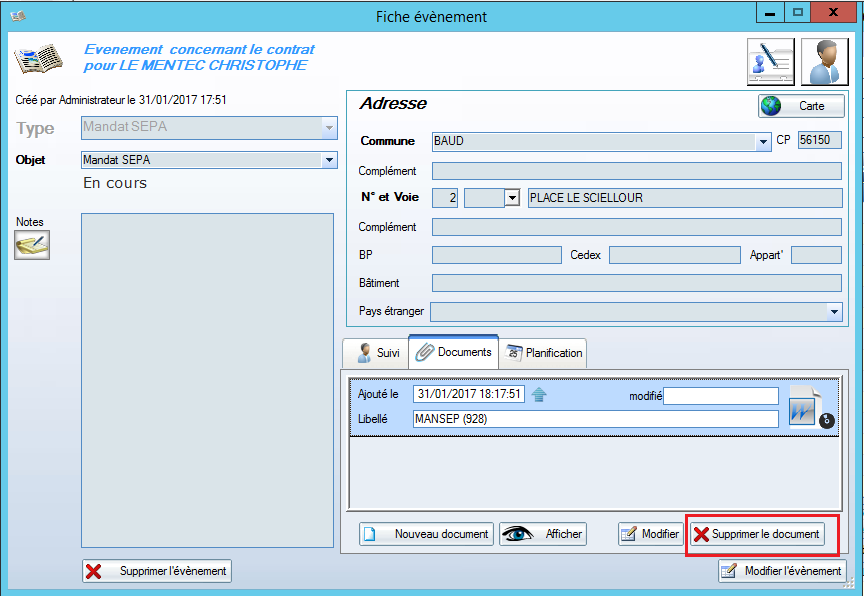 Fiche évènement
Evenement concernant le contrat
pour LE MENTEC CHRISTOPHE
Créé par Administrateur le 31/01/2017 17:51
Type Mandat SEPA
Objet Mandat SEPA
En cours
Notes
Adresse
Carte
Commune BAUD CP 56150
Complément
N° et Voie 2 PLACE LE SCIELLOUR
Complément
BP Cedex Appart'
Bâtiment
Pays étranger
Suivi Documents Planification
Ajouté le 31/01/2017 18:17:51 modifié
Libellé MANSEP (928)
Nouveau document Afficher Modifier Supprimer le document
Supprimer l'évènement Modifier l'évènement